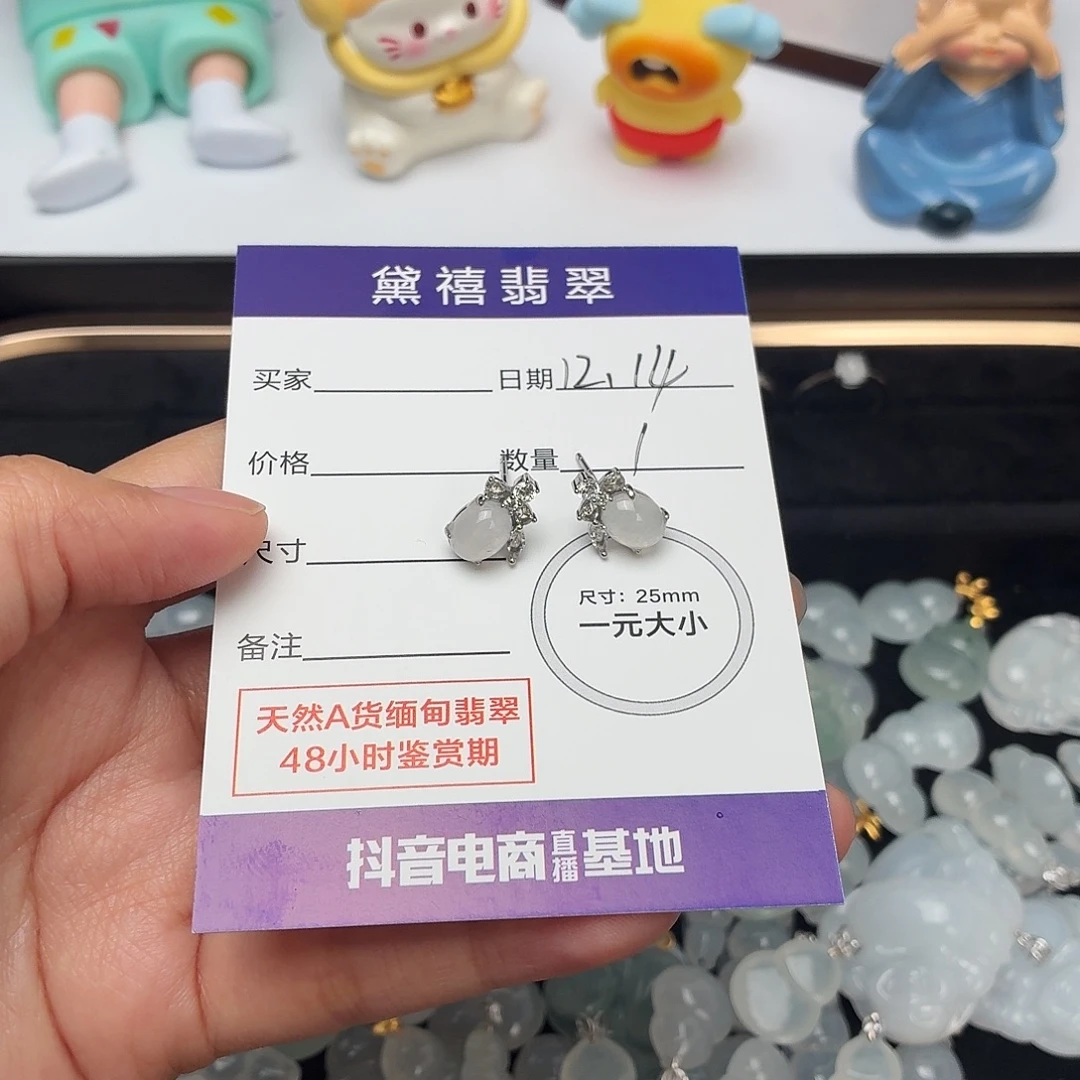 黛禧翡翠
买家 日期 12.14
价格 数量 1
尺寸
尺寸：25mm
一元大小
备注
天然A货缅甸翡翠
48小时鉴赏期
抖音电商直播基地